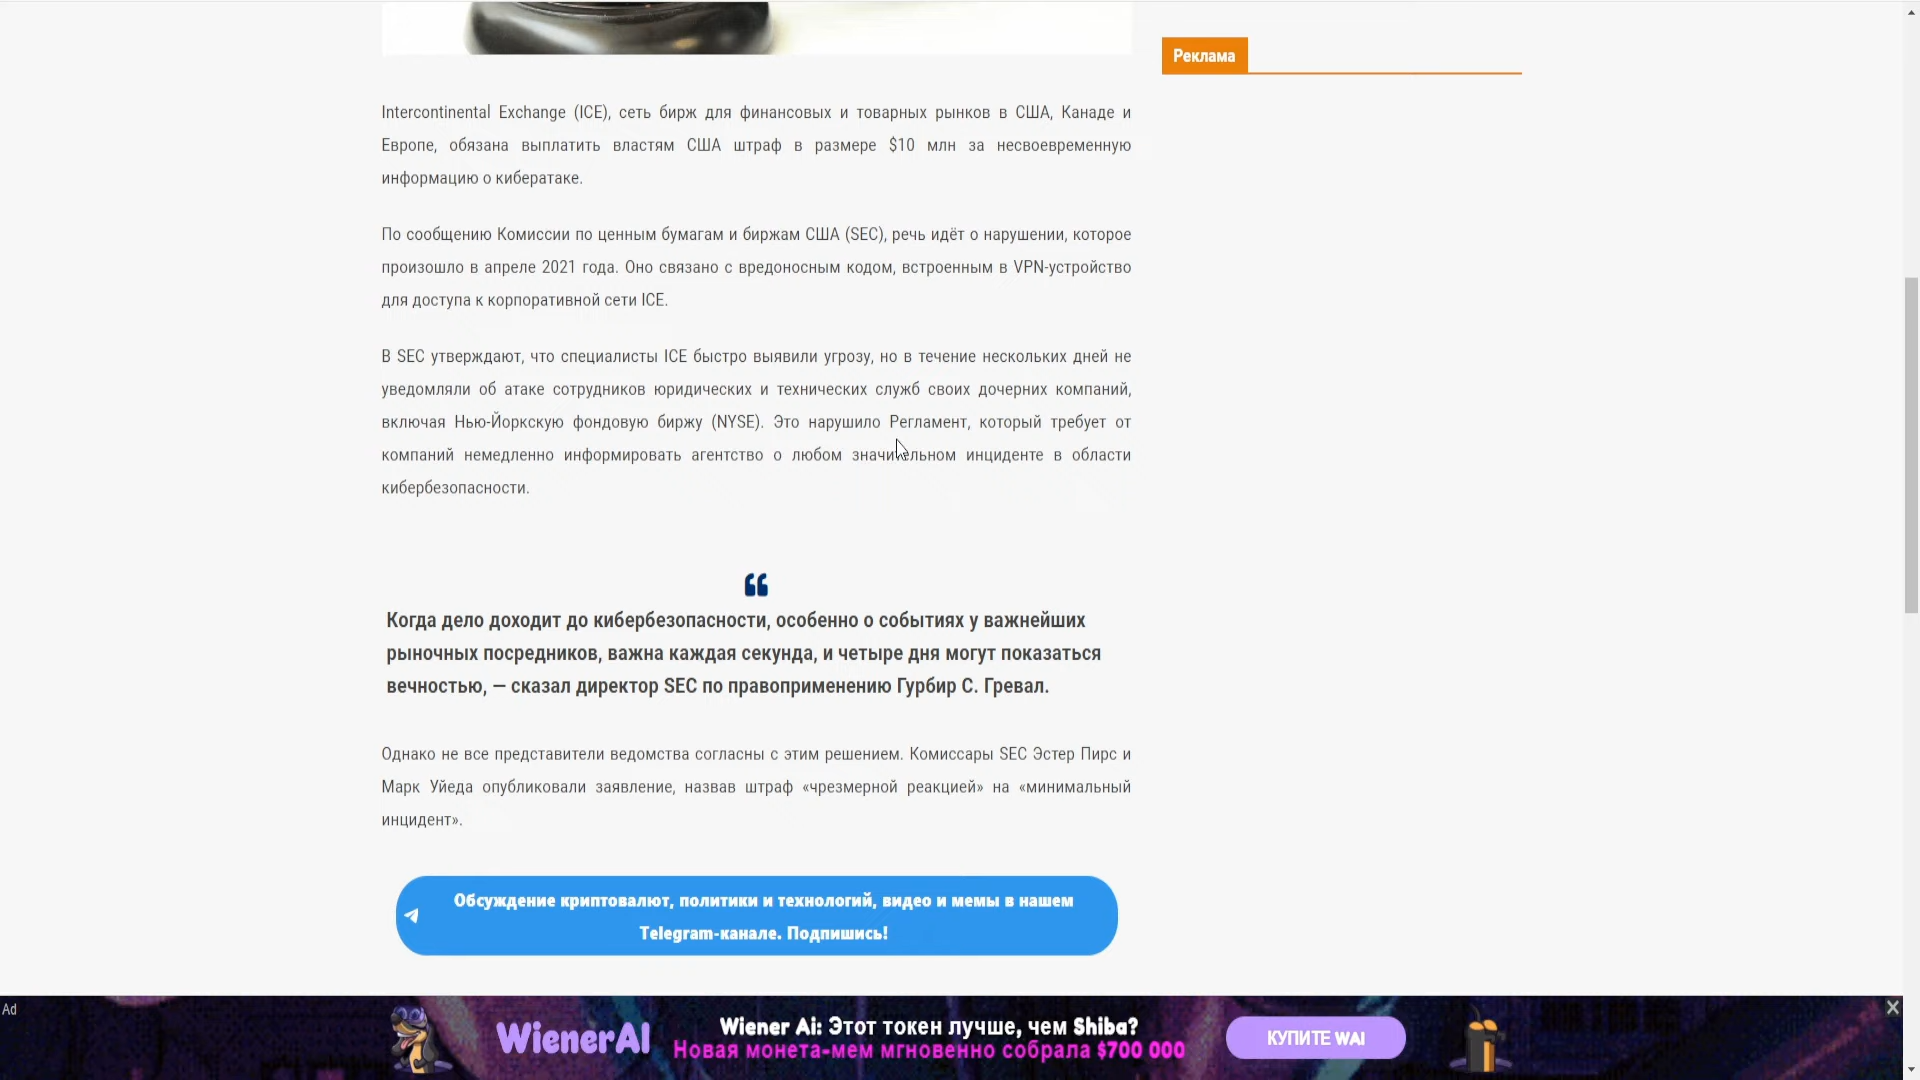 Реклама
Intercontinental Exchange (ICE), сеть бирж для финансовых и товарных рынков в США, Канаде и
Европе, обязана выплатить властям США штраф в размере $10 млн за несвоевременную
информацию о кибератаке.
По сообщению Комиссии по ценным бумагам и биржам США (SEC), речь идёт о нарушении, которое
произошло в апреле 2021 года. Оно связано с вредоносным кодом, встроенным в VPN-устройство
для доступа к корпоративной сети ICE.
В SEC утверждают, что специалисты ICE быстро выявили угрозу, но в течение нескольких дней не
уведомляли об атаке сотрудников юридических и технических служб своих дочерних компаний,
включая Нью-Йоркскую фондовую биржу (NYSE). Это нарушило Регламент, который требует от
компаний немедленно информировать агентство о любом значительном инциденте в области
кибербезопасности.
“
Когда дело доходит до кибербезопасности, особенно о событиях у важнейших
рыночных посредников, важна каждая секунда, и четыре дня могут показаться
вечностью, — сказал директор SEC по правоприменению Гурбир С. Гревал.
Однако не все представители ведомства согласны с этим решением. Комиссары SEC Эстер Пирс и
Марк Уйеда опубликовали заявление, назвав штраф «чрезмерной реакцией» на «минимальный
инцидент».
Обсуждение криптовалют, политики и технологий, видео и мемы в нашем
Telegram-канале. Подпишись!
Ad
WienerAI
Wiener Ai: Этот токен лучше, чем Shiba?
Новая монета-мем мгновенно собрала $700 000
КУПИТЕ WAI